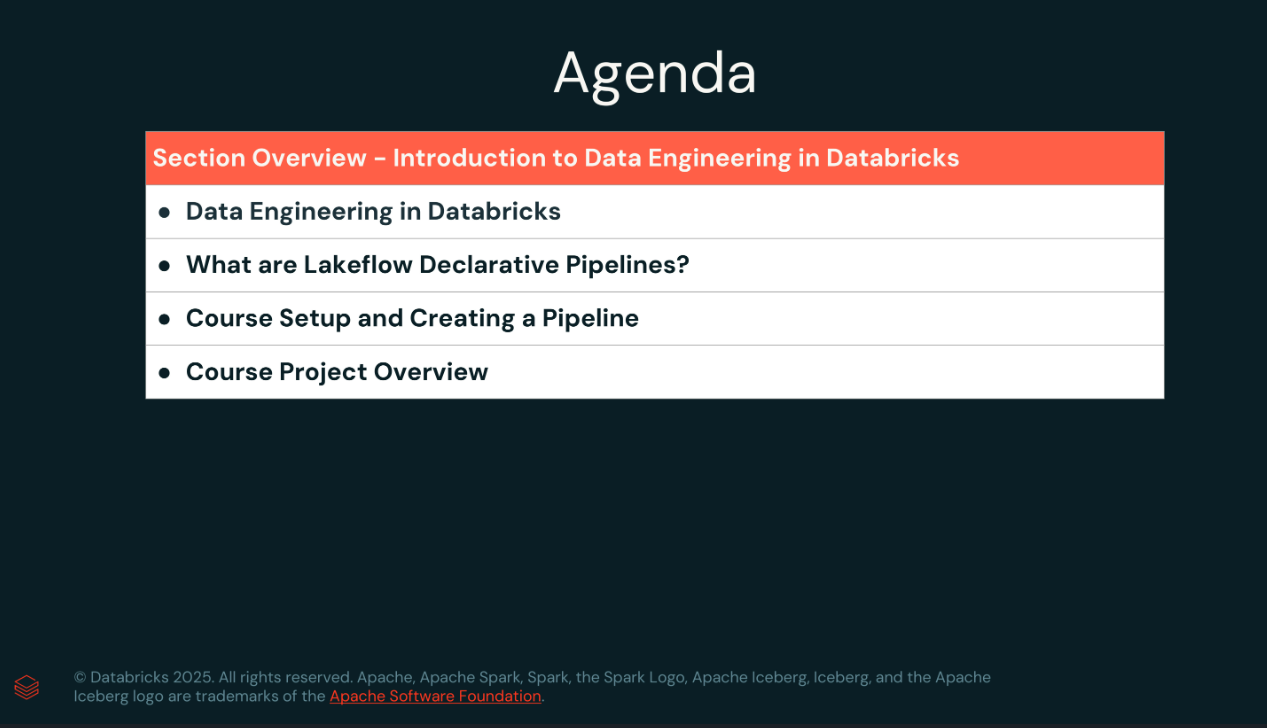 Agenda
Section Overview - Introduction to Data Engineering in Databricks
● Data Engineering in Databricks
● What are Lakeflow Declarative Pipelines?
● Course Setup and Creating a Pipeline
● Course Project Overview
© Databricks 2025. All rights reserved. Apache, Apache Spark, Spark, the Spark Logo, Apache Iceberg, Iceberg, and the Apache
Iceberg logo are trademarks of the Apache Software Foundation.